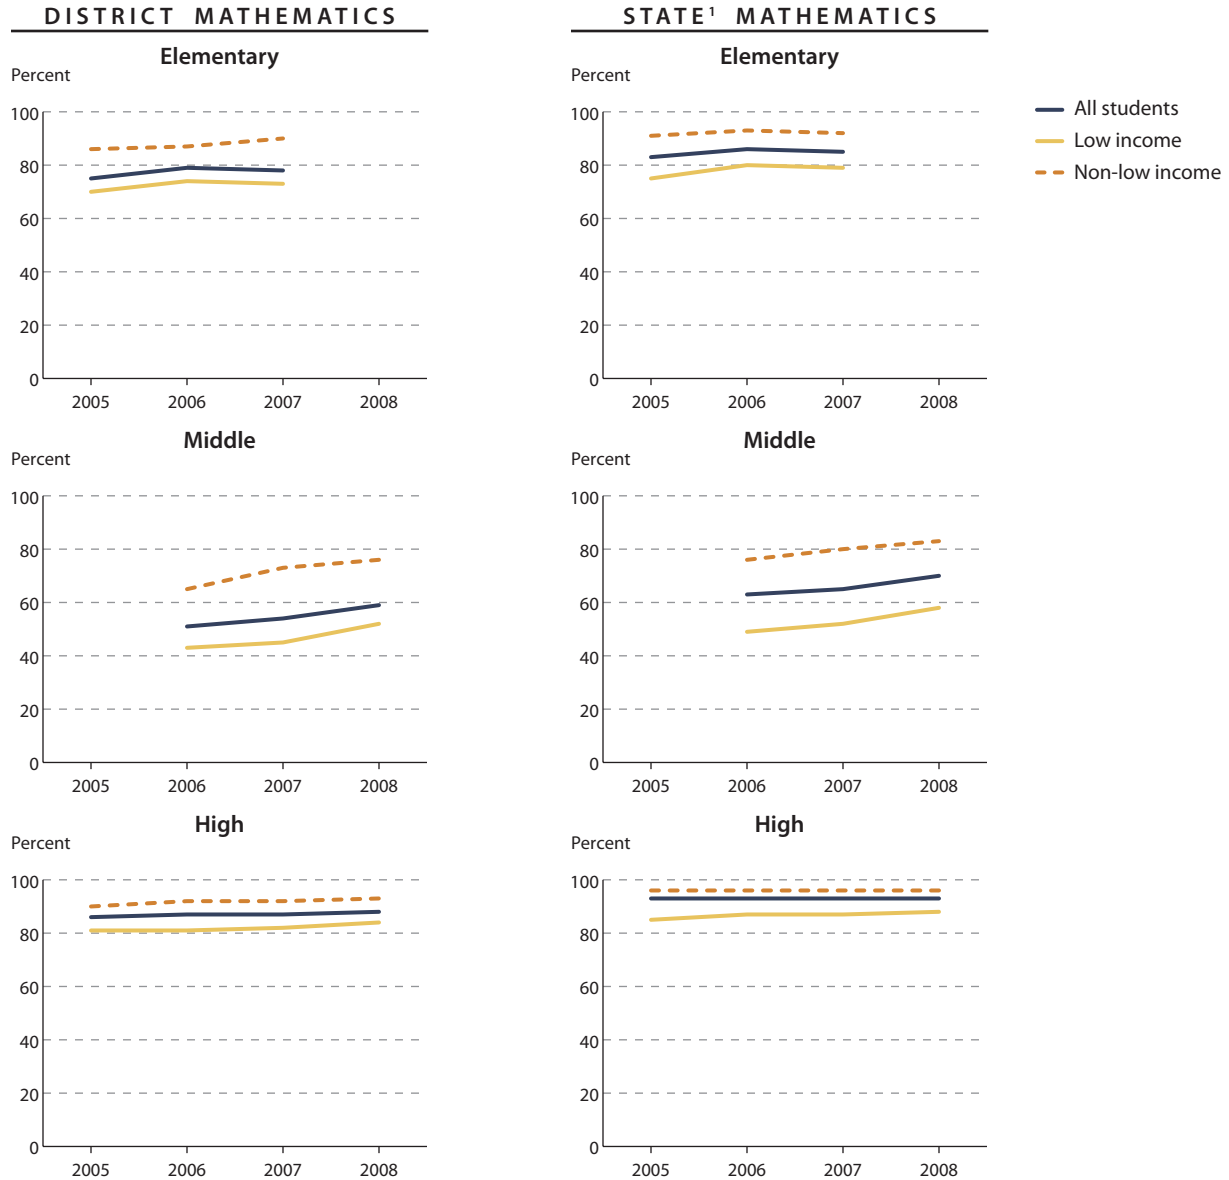 DISTRICT MATHEMATICS
STATE¹ MATHEMATICS
Elementary
Percent
100
80
60
40
20
0
2005 2006 2007 2008
Elementary
Percent
100
80
60
40
20
0
2005 2006 2007 2008
All students
Low income
Non-low income
Middle
Percent
100
80
60
40
20
0
2005 2006 2007 2008
Middle
Percent
100
80
60
40
20
0
2005 2006 2007 2008
High
Percent
100
80
60
40
20
0
2005 2006 2007 2008
High
Percent
100
80
60
40
20
0
2005 2006 2007 2008